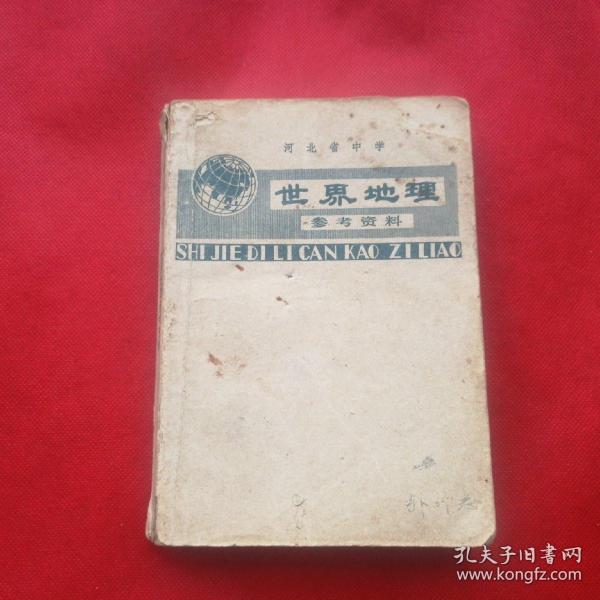 河北省中学
世界地理
参考资料
SHI JIE DI LI CAN KAO ZI LIAO
孔夫子旧书网
www.kongfz.com